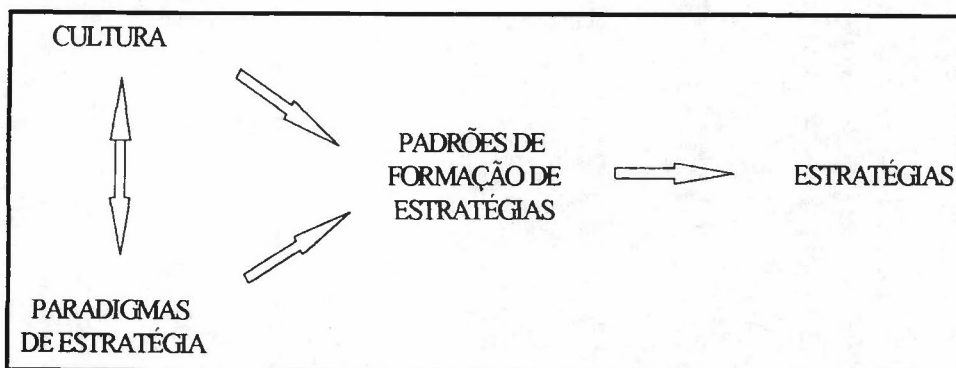 CULTURA
PADRÕES DE
FORMAÇÃO DE
ESTRATÉGIAS
ESTRATÉGIAS
PARADIGMAS
DE ESTRATÉGIA